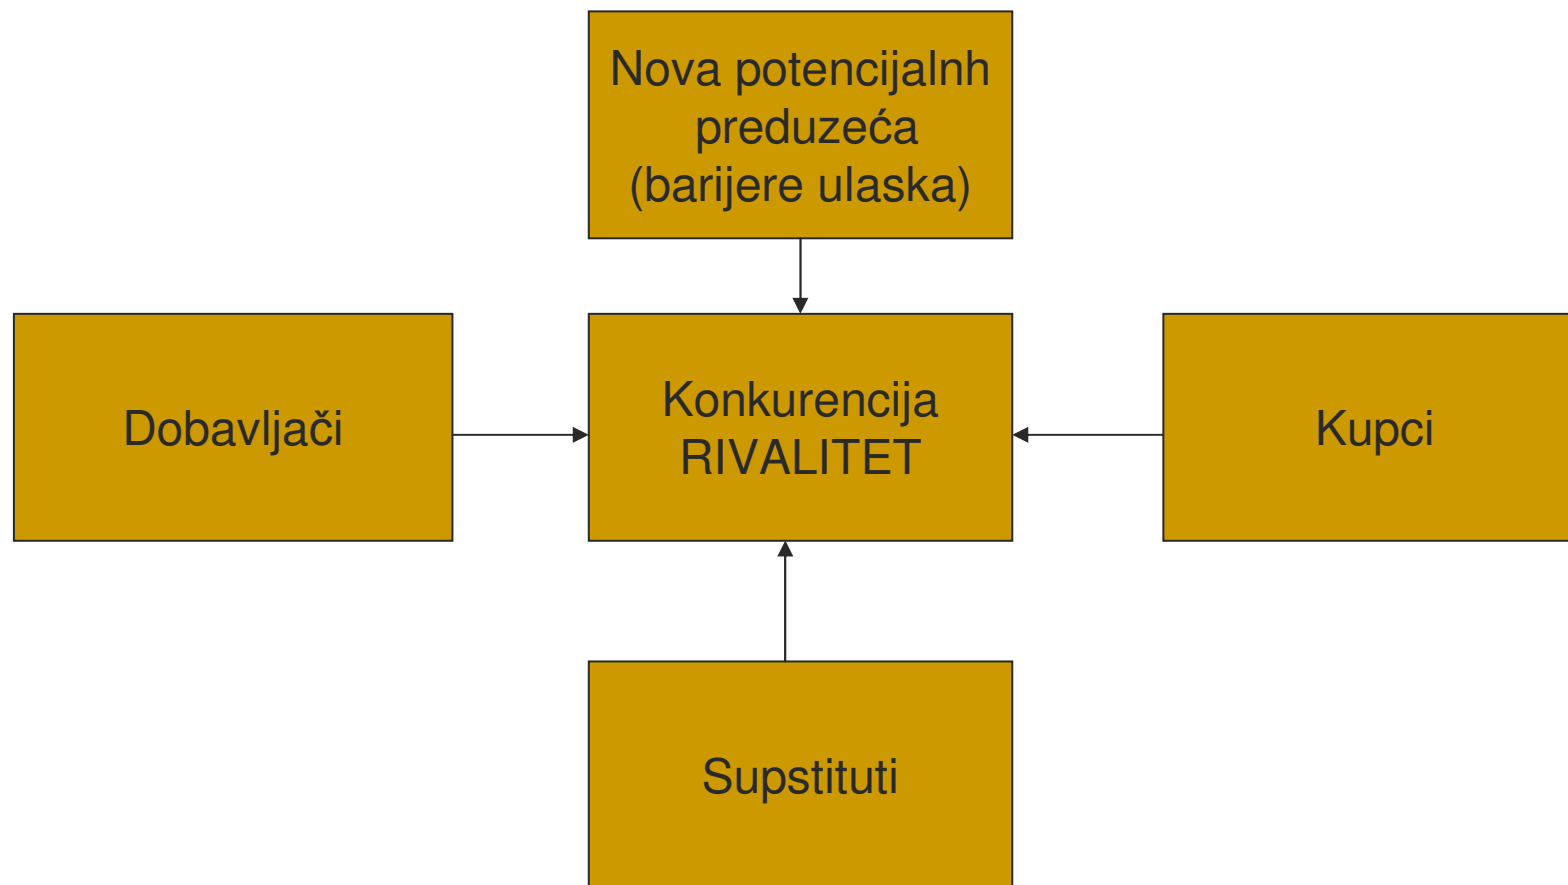 Nova potencijalnh
preduzeća
(barijere ulaska)
Dobavljači
Konkurencija
RIVALITET
Kupci
Supstituti